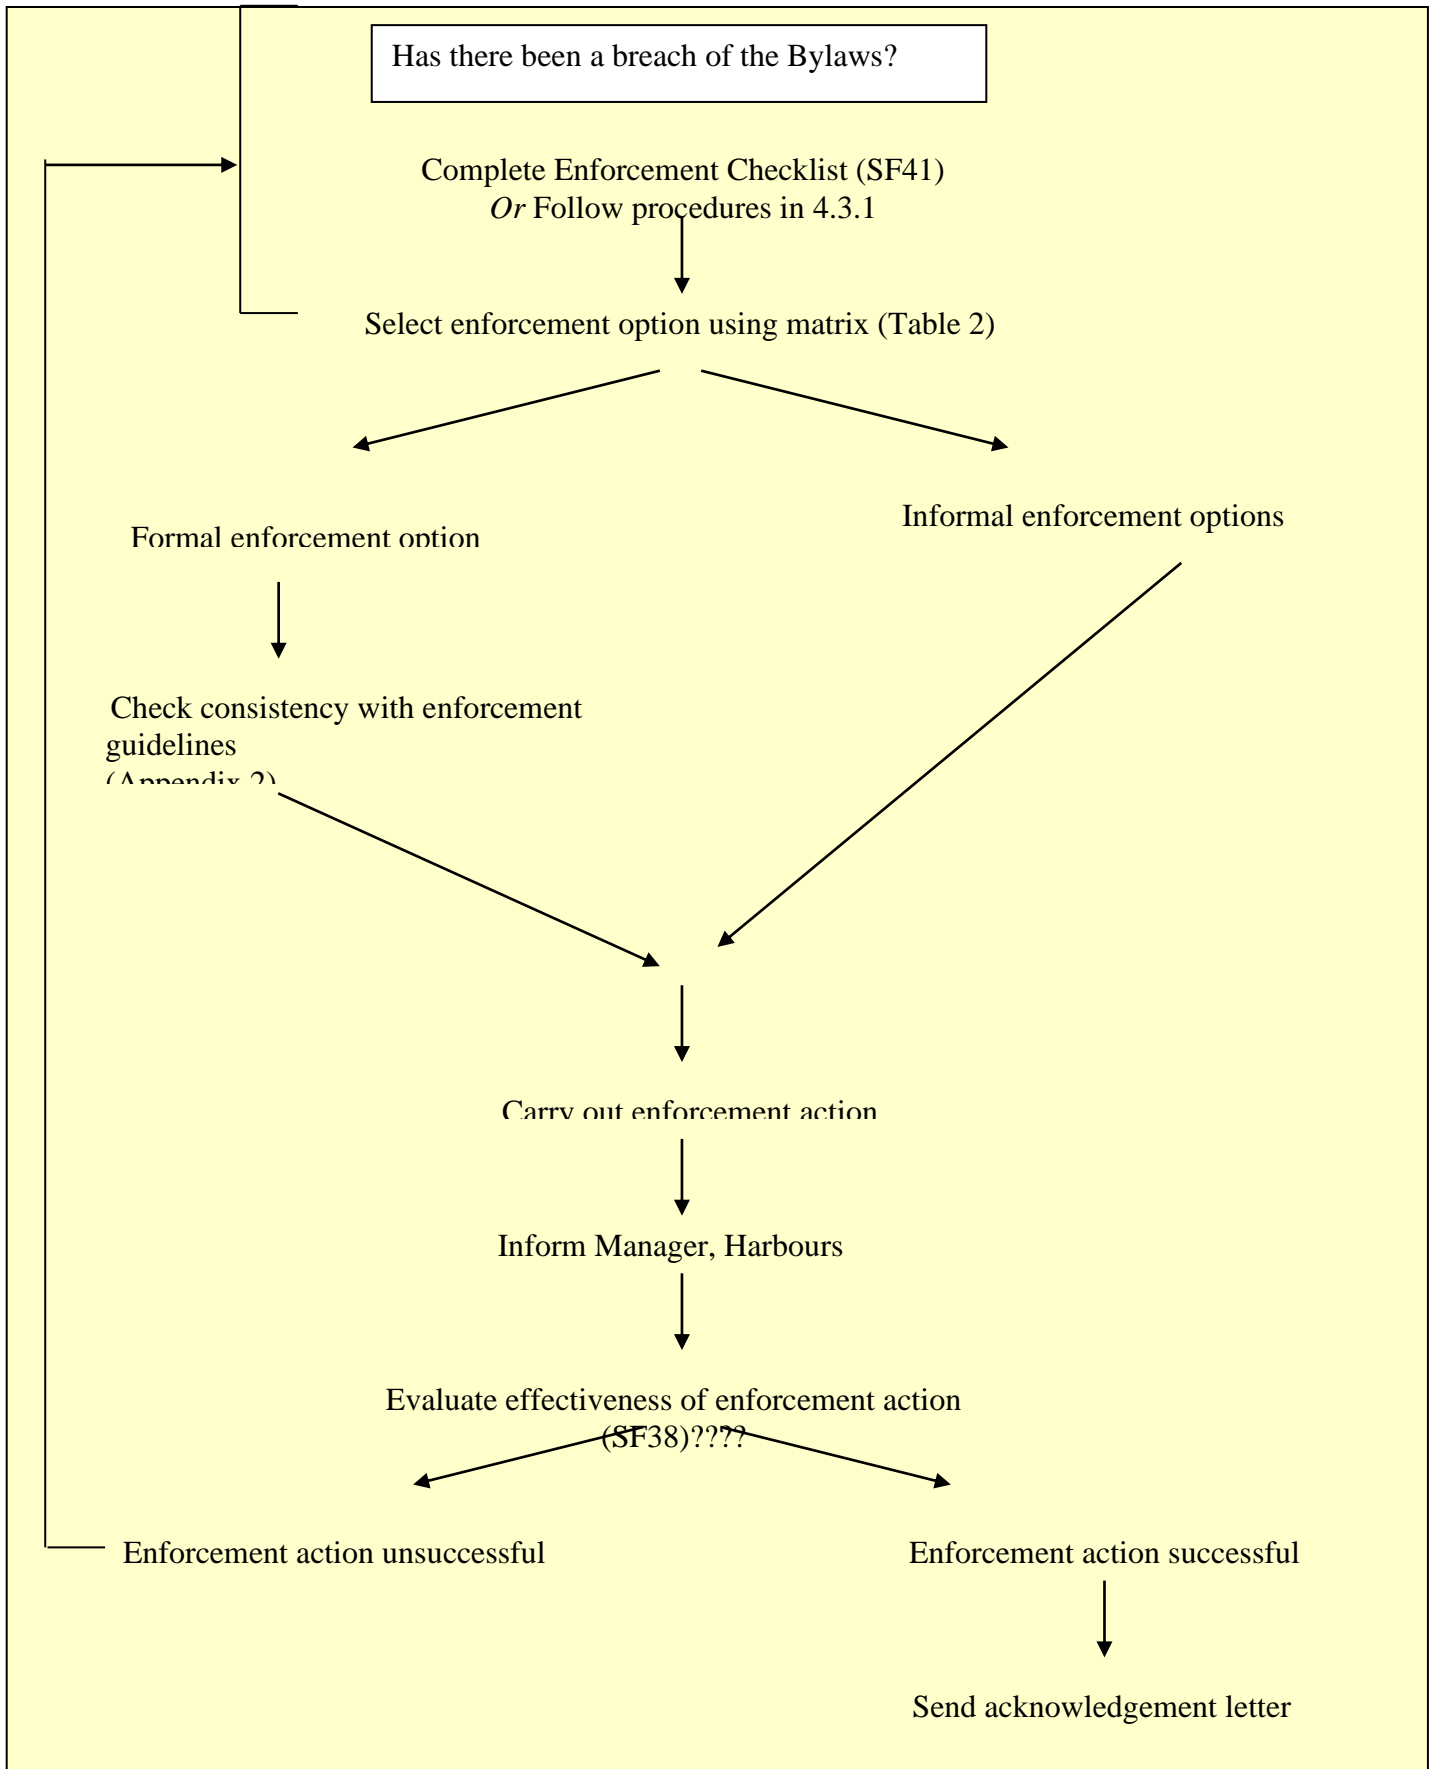 Has there been a breach of the Bylaws?
Complete Enforcement Checklist (SF41)
Or Follow procedures in 4.3.1
Select enforcement option using matrix (Table 2)
Informal enforcement options
Formal enforcement option
Check consistency with enforcement
guidelines
(Appendix 2)
Carry out enforcement action
Inform Manager, Harbours
Evaluate effectiveness of enforcement action
(SF38)????
Enforcement action unsuccessful
Enforcement action successful
Send acknowledgement letter